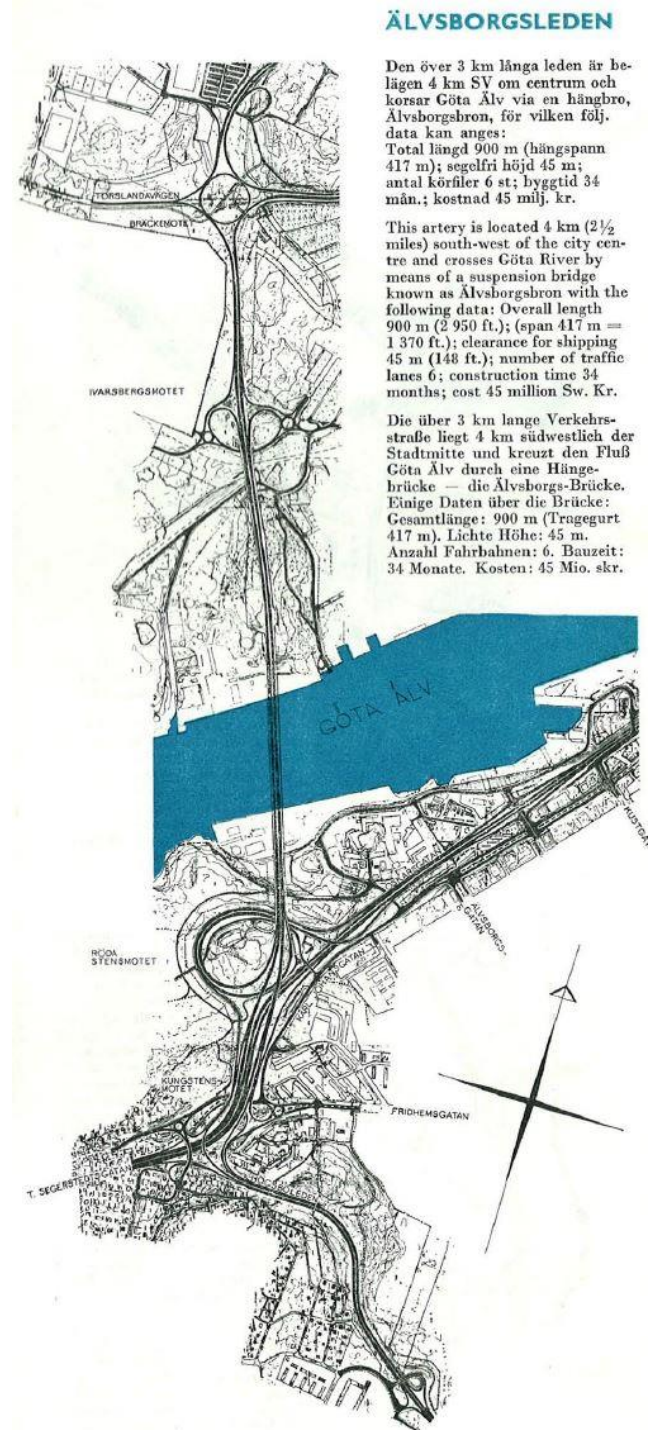 ÄLVSBORGSLEDEN
Den över 3 km långa leden är be-
lägen 4 km SV om centrum och
korsar Göta Älv via en hängbro,
Älvsborgsbron, för vilken följ.
data kan anges:
Total längd 900 m (hängspann
417 m); segelfri höjd 45 m;
antal körfiler 6 st; byggtid 34
mån.; kostnad 45 milj. kr.
This artery is located 4 km (2½
miles) south-west of the city cen-
tre and crosses Göta River by
means of a suspension bridge
known as Älvsborgsbron with the
following data: Overall length
900 m (2 950 ft.); (span 417 m =
1 370 ft.); clearance for shipping
45 m (148 ft.); number of traffic
lanes 6; construction time 34
months; cost 45 million Sw. Kr.
Die über 3 km lange Verkehrs-
straße liegt 4 km südwestlich der
Stadtmitte und kreuzt den Fluß
Göta Älv durch eine Hänge-
brücke — die Älvsborgs-Brücke.
Einige Daten über die Brücke:
Gesamtlänge: 900 m (Tragegurt
417 m). Lichte Höhe: 45 m.
Anzahl Fahrbahnen: 6. Bauzeit:
34 Monate. Kosten: 45 Mio. skr.
TORSLANDAVÄGEN
BRÄCKEMOTET
IVARSBERGSMOTET
GÖTA ÄLV
ÄLVSBORGS-
GATAN
RÖDA
STENSMOTET
GATAN
KUNGSTENS-
MOTET
FRIDHEMSGATAN
T. SEGERSTEDTSGATAN